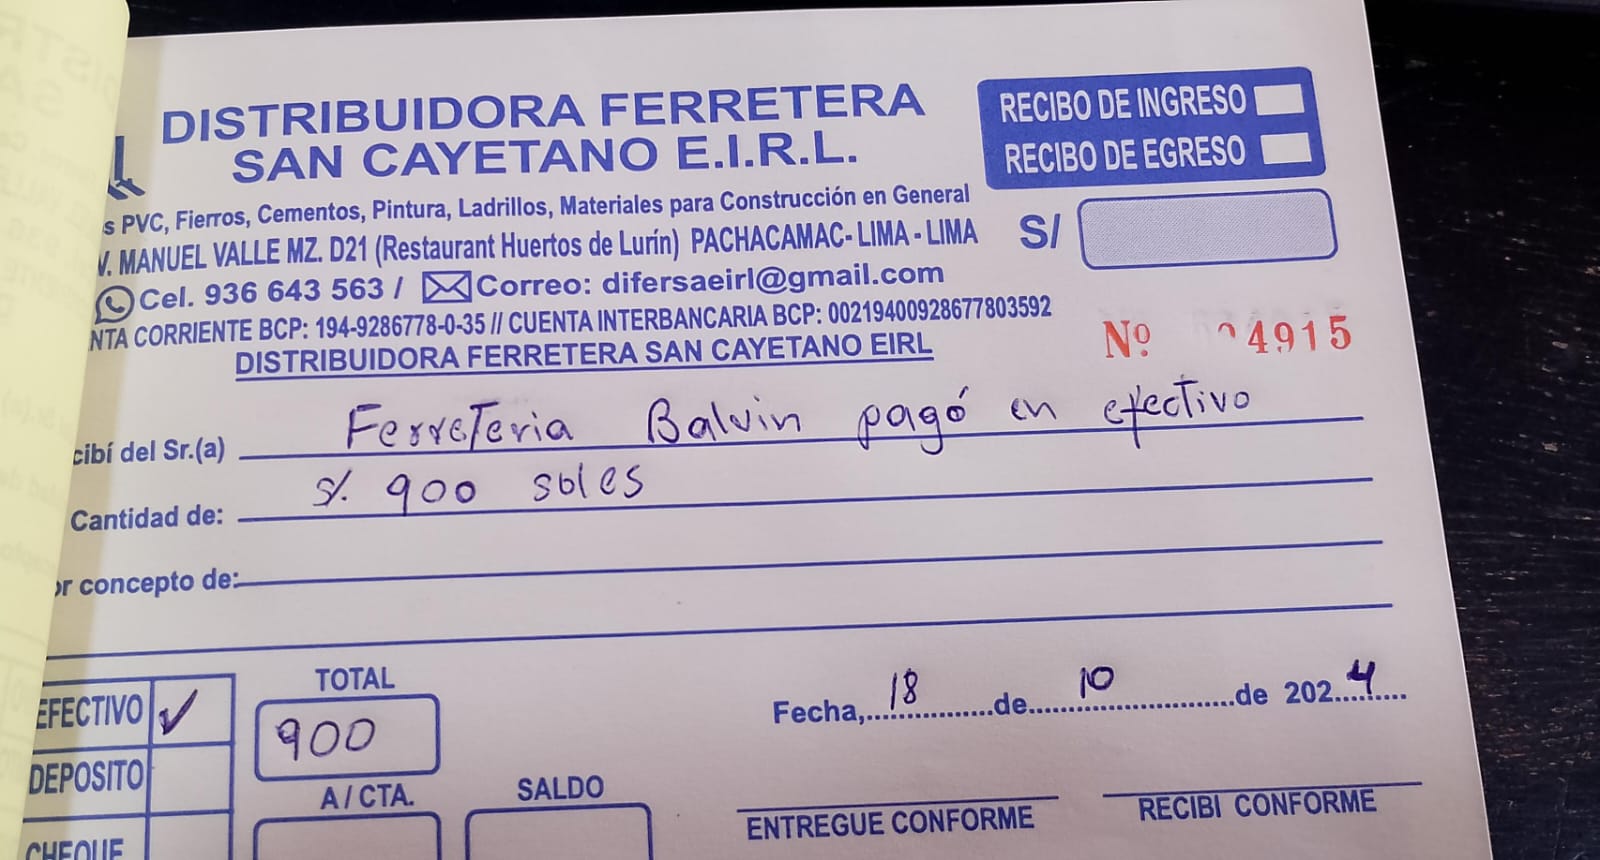 DISTRIBUIDORA FERRETERA
SAN CAYETANO E.I.R.L.
RECIBO DE INGRESO
RECIBO DE EGRESO
s PVC, Fierros, Cementos, Pintura, Ladrillos, Materiales para Construcción en General
V. MANUEL VALLE MZ. D21 (Restaurant Huertos de Lurín) PACHACAMAC- LIMA - LIMA
S/
Cel. 936 643 563 / Correo: difersaeirl@gmail.com
NTA CORRIENTE BCP: 194-9286778-0-35 // CUENTA INTERBANCARIA BCP: 00219400928677803592
DISTRIBUIDORA FERRETERA SAN CAYETANO EIRL
Nº 4915
cibí del Sr.(a) Ferreteria Balvin pagó en efectivo
Cantidad de: S/. 900 soles
or concepto de:
EFECTIVO ✓
TOTAL
900
Fecha, 18 de 10 de 2024
DEPOSITO
A / CTA.
SALDO
CHEQUE
ENTREGUE CONFORME
RECIBI CONFORME